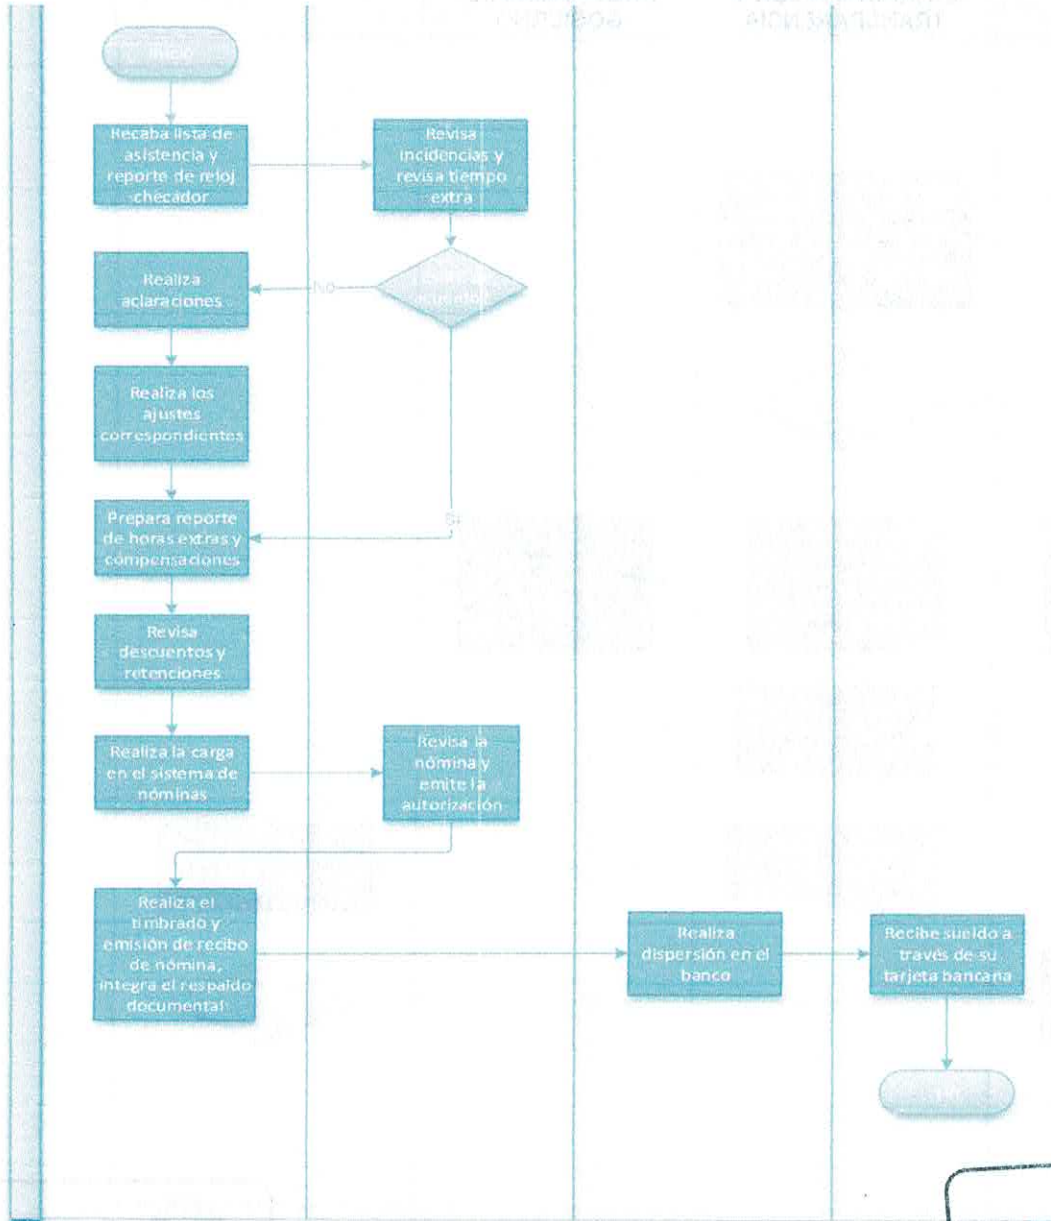 Inicio
Recaba lista de
asistencia y
reporte de reloj
checador
Revisa
incidencias y
revisa tiempo
extra
Realiza
aclaraciones
No
Realiza los
ajustes
correspondientes
Prepara reporte
de horas extras y
compensaciones
Si
Revisa
descuentos y
retenciones
Realiza la carga
en el sistema de
nóminas
Revisa la
nómina y
emite la
autorización
Realiza el
timbrado y
emisión de recibo
de nómina,
integra el respaldo
documental
Realiza
dispersión en el
banco
Recibe sueldo a
través de su
tarjeta bancaria